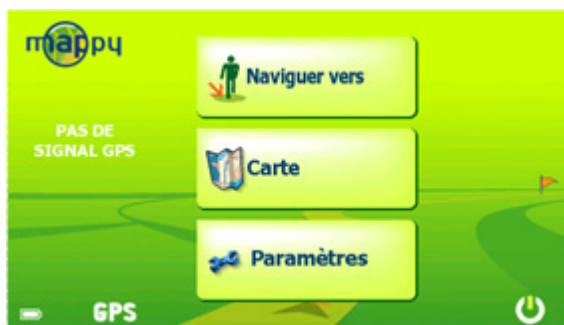 mappy
Naviguer vers
PAS DE
SIGNAL GPS
Carte
Paramètres
GPS